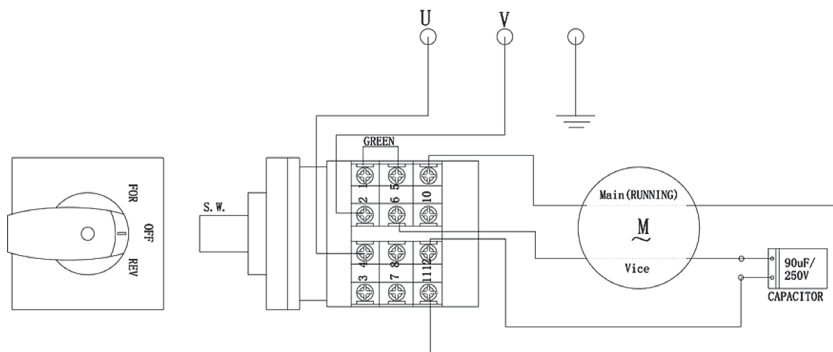 U
V
GREEN
1
5
10
2
6
4
8
12
3
7
11
S.W.
FOR
OFF
REV
Main(RUNNING)
M
~
Vice
90uF/
250V
CAPACITOR